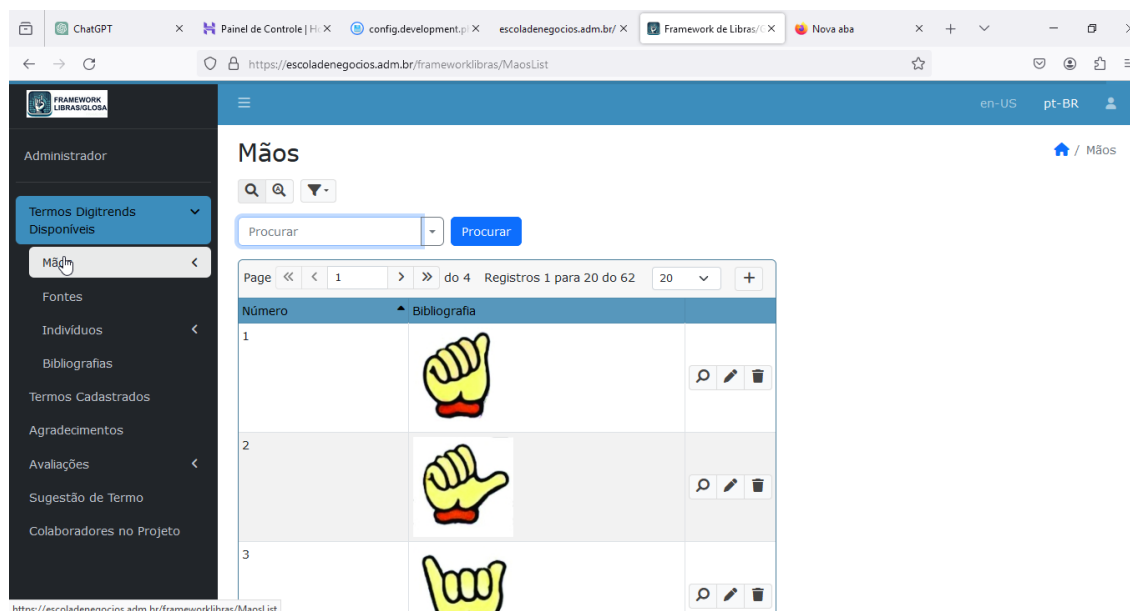 ChatGPT
Painel de Controle | Ho
config.development.pl
escoladenegocios.adm.br/
Framework de Libras/G
Nova aba
https://escoladenegocios.adm.br/frameworklibras/MaosList
FRAMEWORK
LIBRAS/GLOSA
en-US pt-BR
Administrador
Mãos
/ Mãos
Termos Digitrends
Disponíveis
Procurar
Procurar
Page 1 do 4 Registros 1 para 20 do 62 20
Fontes
Indivíduos
Bibliografias
Termos Cadastrados
Agradecimentos
Avaliações
Sugestão de Termo
Colaboradores no Projeto
Número Bibliografia
1
2
3
https://escoladenegocios.adm.br/frameworklibras/MaosList